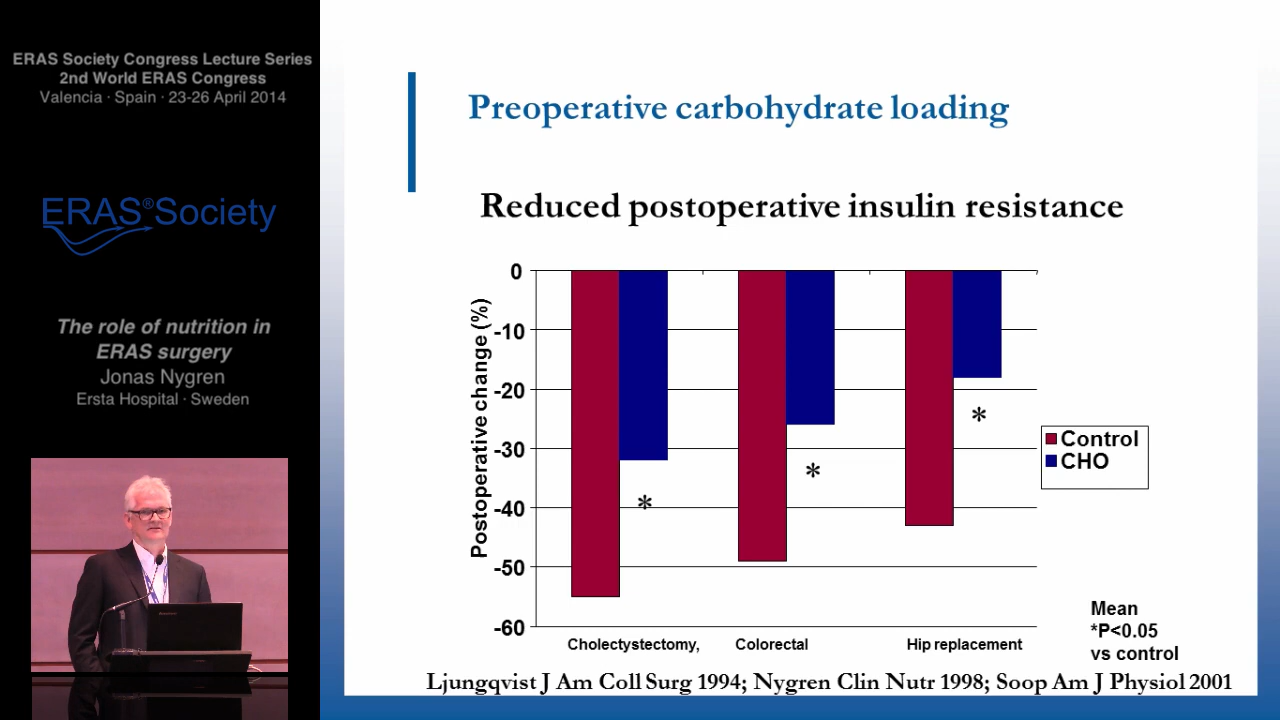 ERAS Society Congress Lecture Series
2nd World ERAS Congress
Valencia · Spain · 23-26 April 2014
ERAS®Society
The role of nutrition in
ERAS surgery
Jonas Nygren
Ersta Hospital · Sweden
Preoperative carbohydrate loading
Reduced postoperative insulin resistance
Postoperative change (%)
0
-10
-20
-30
-40
-50
-60
*
*
*
Cholectystectomy,
Colorectal
Hip replacement
Control
CHO
Mean
*P<0.05
vs control
Ljungqvist J Am Coll Surg 1994; Nygren Clin Nutr 1998; Soop Am J Physiol 2001